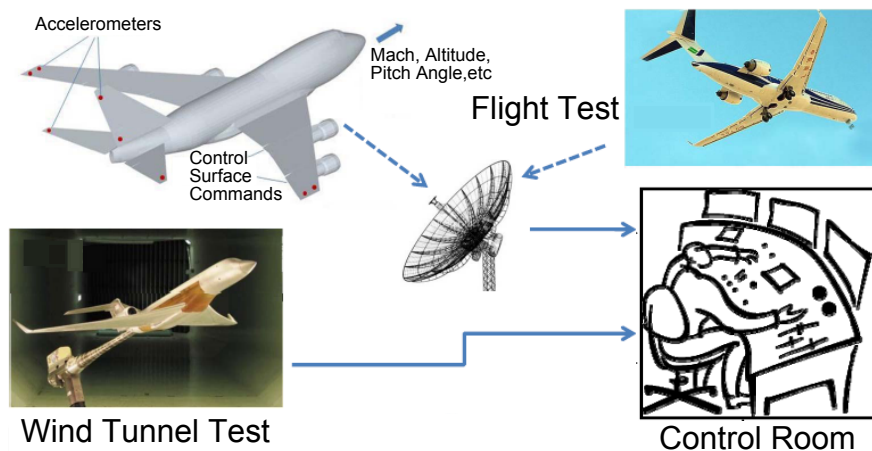 Accelerometers
Mach, Altitude,
Pitch Angle,etc
Flight Test
Control
Surface
Commands
Wind Tunnel Test
Control Room